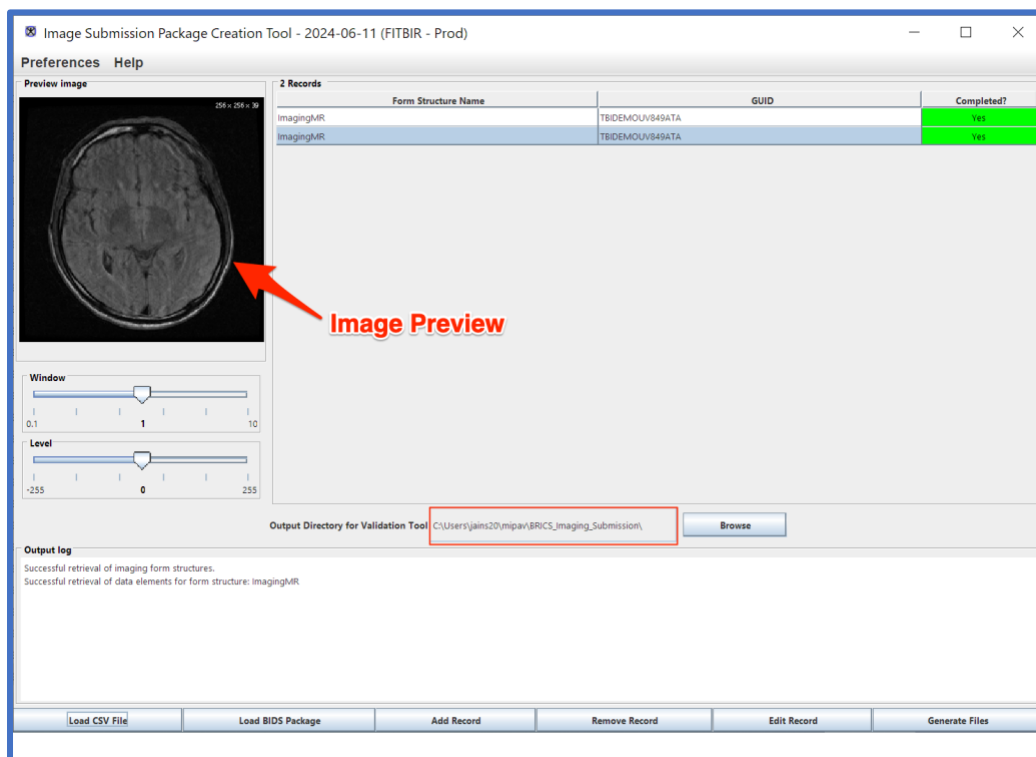 Image Submission Package Creation Tool - 2024-06-11 (FITBIR - Prod)
Preferences Help
Preview image
256 x 256 x 39
Image Preview
Window
0.1 1 10
Level
-255 0 255
2 Records
Form Structure Name GUID Completed?
ImagingMR TBIDEMOUV849ATA Yes
ImagingMR TBIDEMOUV849ATA Yes
Output Directory for Validation Tool C:\Users\jains20\mipav\BRICS_Imaging_Submission\ Browse
Output log
Successful retrieval of imaging form structures.
Successful retrieval of data elements for form structure: ImagingMR
Load CSV File Load BIDS Package Add Record Remove Record Edit Record Generate Files